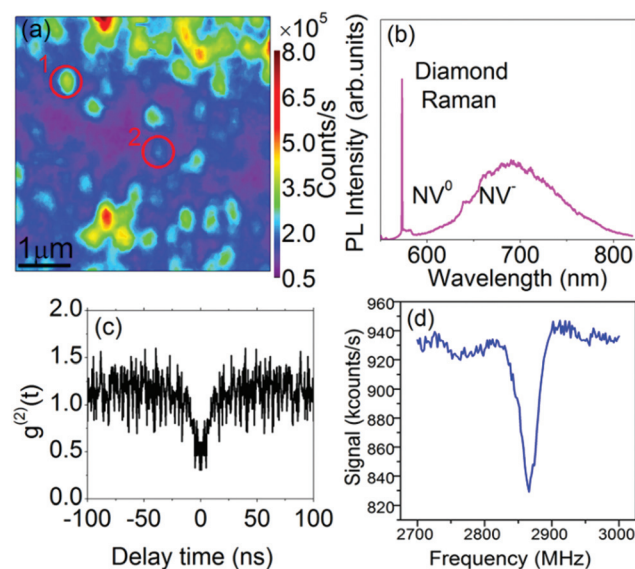 (a)
1
2
1μm
×10⁵
8.0
6.5
5.0
3.5
2.0
0.5
Counts/s
(b)
Diamond
Raman
NV⁰ NV⁻
PL Intensity (arb.units)
600 700 800
Wavelength (nm)
(c)
2.0
1.5
1.0
0.5
0.0
g⁽²⁾(t)
-100 -50 0 50 100
Delay time (ns)
(d)
960
940
920
900
880
860
840
820
Signal (kcounts/s)
2700 2800 2900 3000
Frequency (MHz)